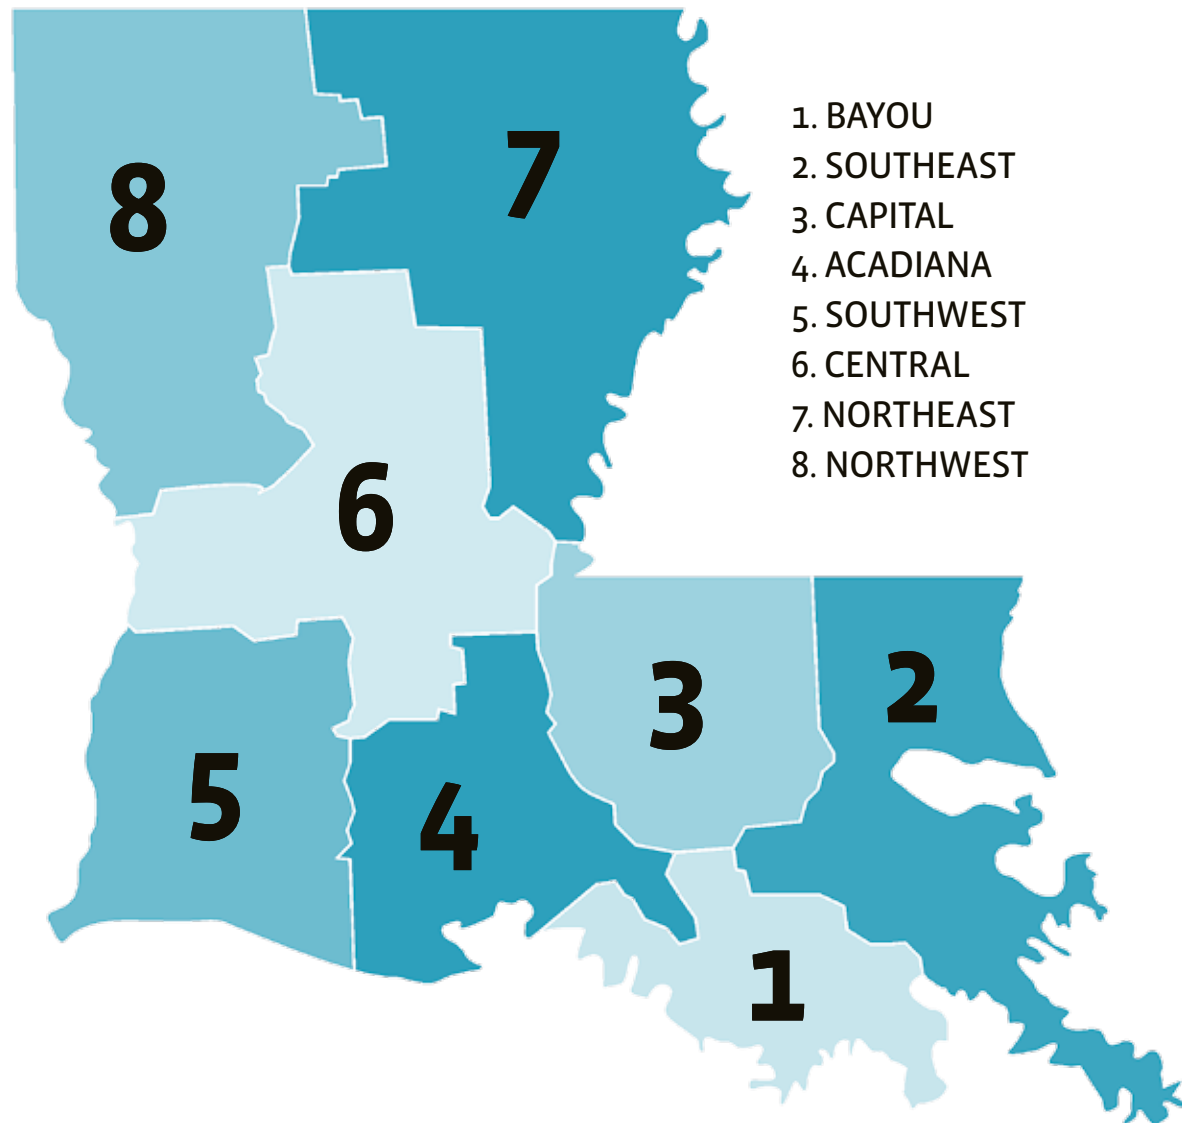 8
7
1. BAYOU
2. SOUTHEAST
3. CAPITAL
4. ACADIANA
5. SOUTHWEST
6. CENTRAL
7. NORTHEAST
8. NORTHWEST
6
3
2
5
4
1